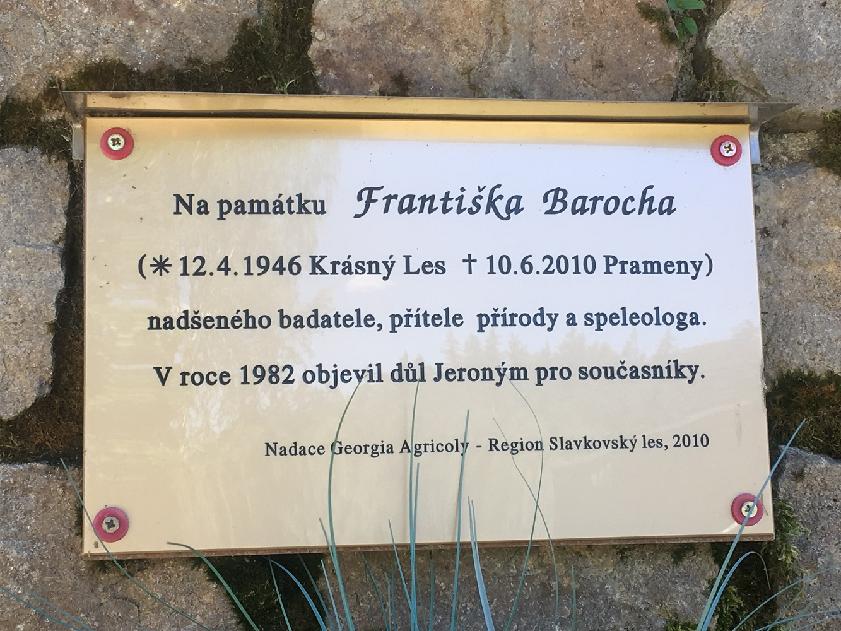 Na památku Františka Barocha
(✳ 12.4.1946 Krásný Les † 10.6.2010 Prameny)
nadšeného badatele, přítele přírody a speleologa.
V roce 1982 objevil důl Jeroným pro současníky.
Nadace Georgia Agricoly - Region Slavkovský les, 2010